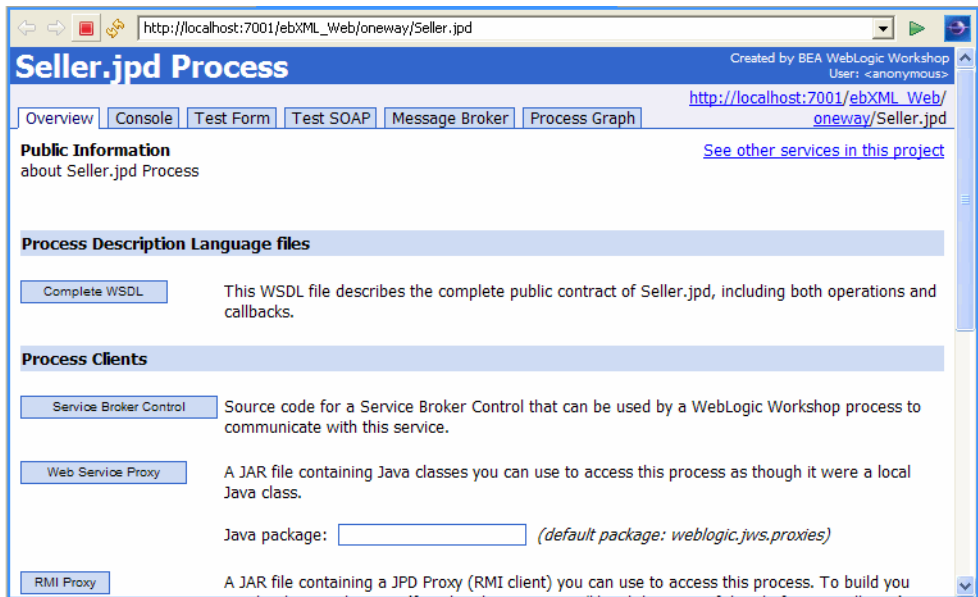 http://localhost:7001/ebXML_Web/oneway/Seller.jpd
Seller.jpd Process
Created by BEA WebLogic Workshop
User: <anonymous>
http://localhost:7001/ebXML_Web/
oneway/Seller.jpd
Overview Console Test Form Test SOAP Message Broker Process Graph
Public Information
about Seller.jpd Process
See other services in this project
Process Description Language files
Complete WSDL
This WSDL file describes the complete public contract of Seller.jpd, including both operations and
callbacks.
Process Clients
Service Broker Control
Source code for a Service Broker Control that can be used by a WebLogic Workshop process to
communicate with this service.
Web Service Proxy
A JAR file containing Java classes you can use to access this process as though it were a local
Java class.
Java package:
(default package: weblogic.jws.proxies)
RMI Proxy
A JAR file containing a JPD Proxy (RMI client) you can use to access this process. To build you